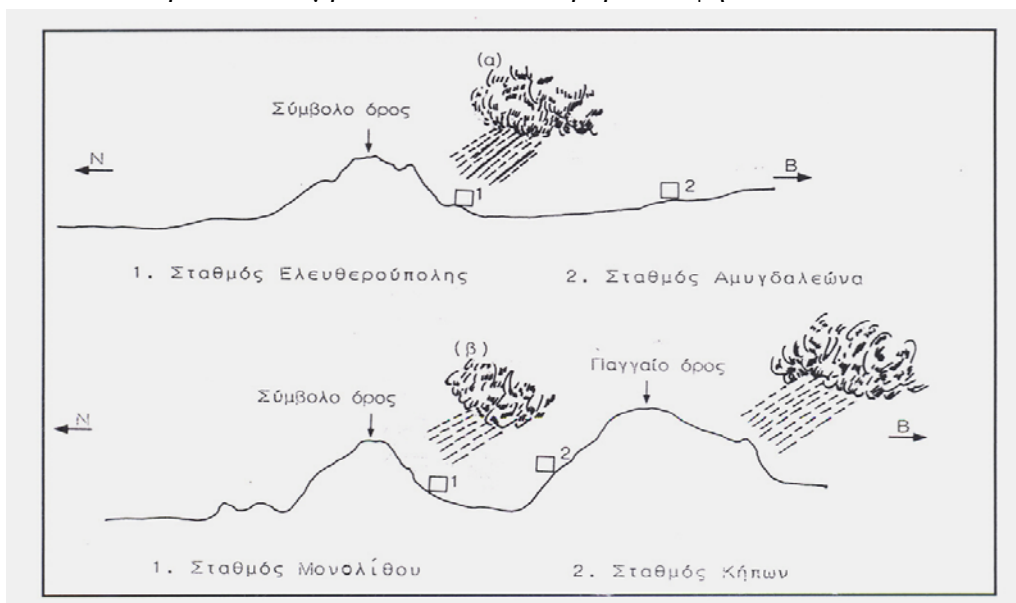 (α)
Σύμβολο όρος
Ν
Β
1
2
1. Σταθμός Ελευθερούπολης
2. Σταθμός Αμυγδαλεώνα
(β)
Παγγαίο όρος
Σύμβολο όρος
Ν
Β
1
2
1. Σταθμός Μονολίθου
2. Σταθμός Κήπων